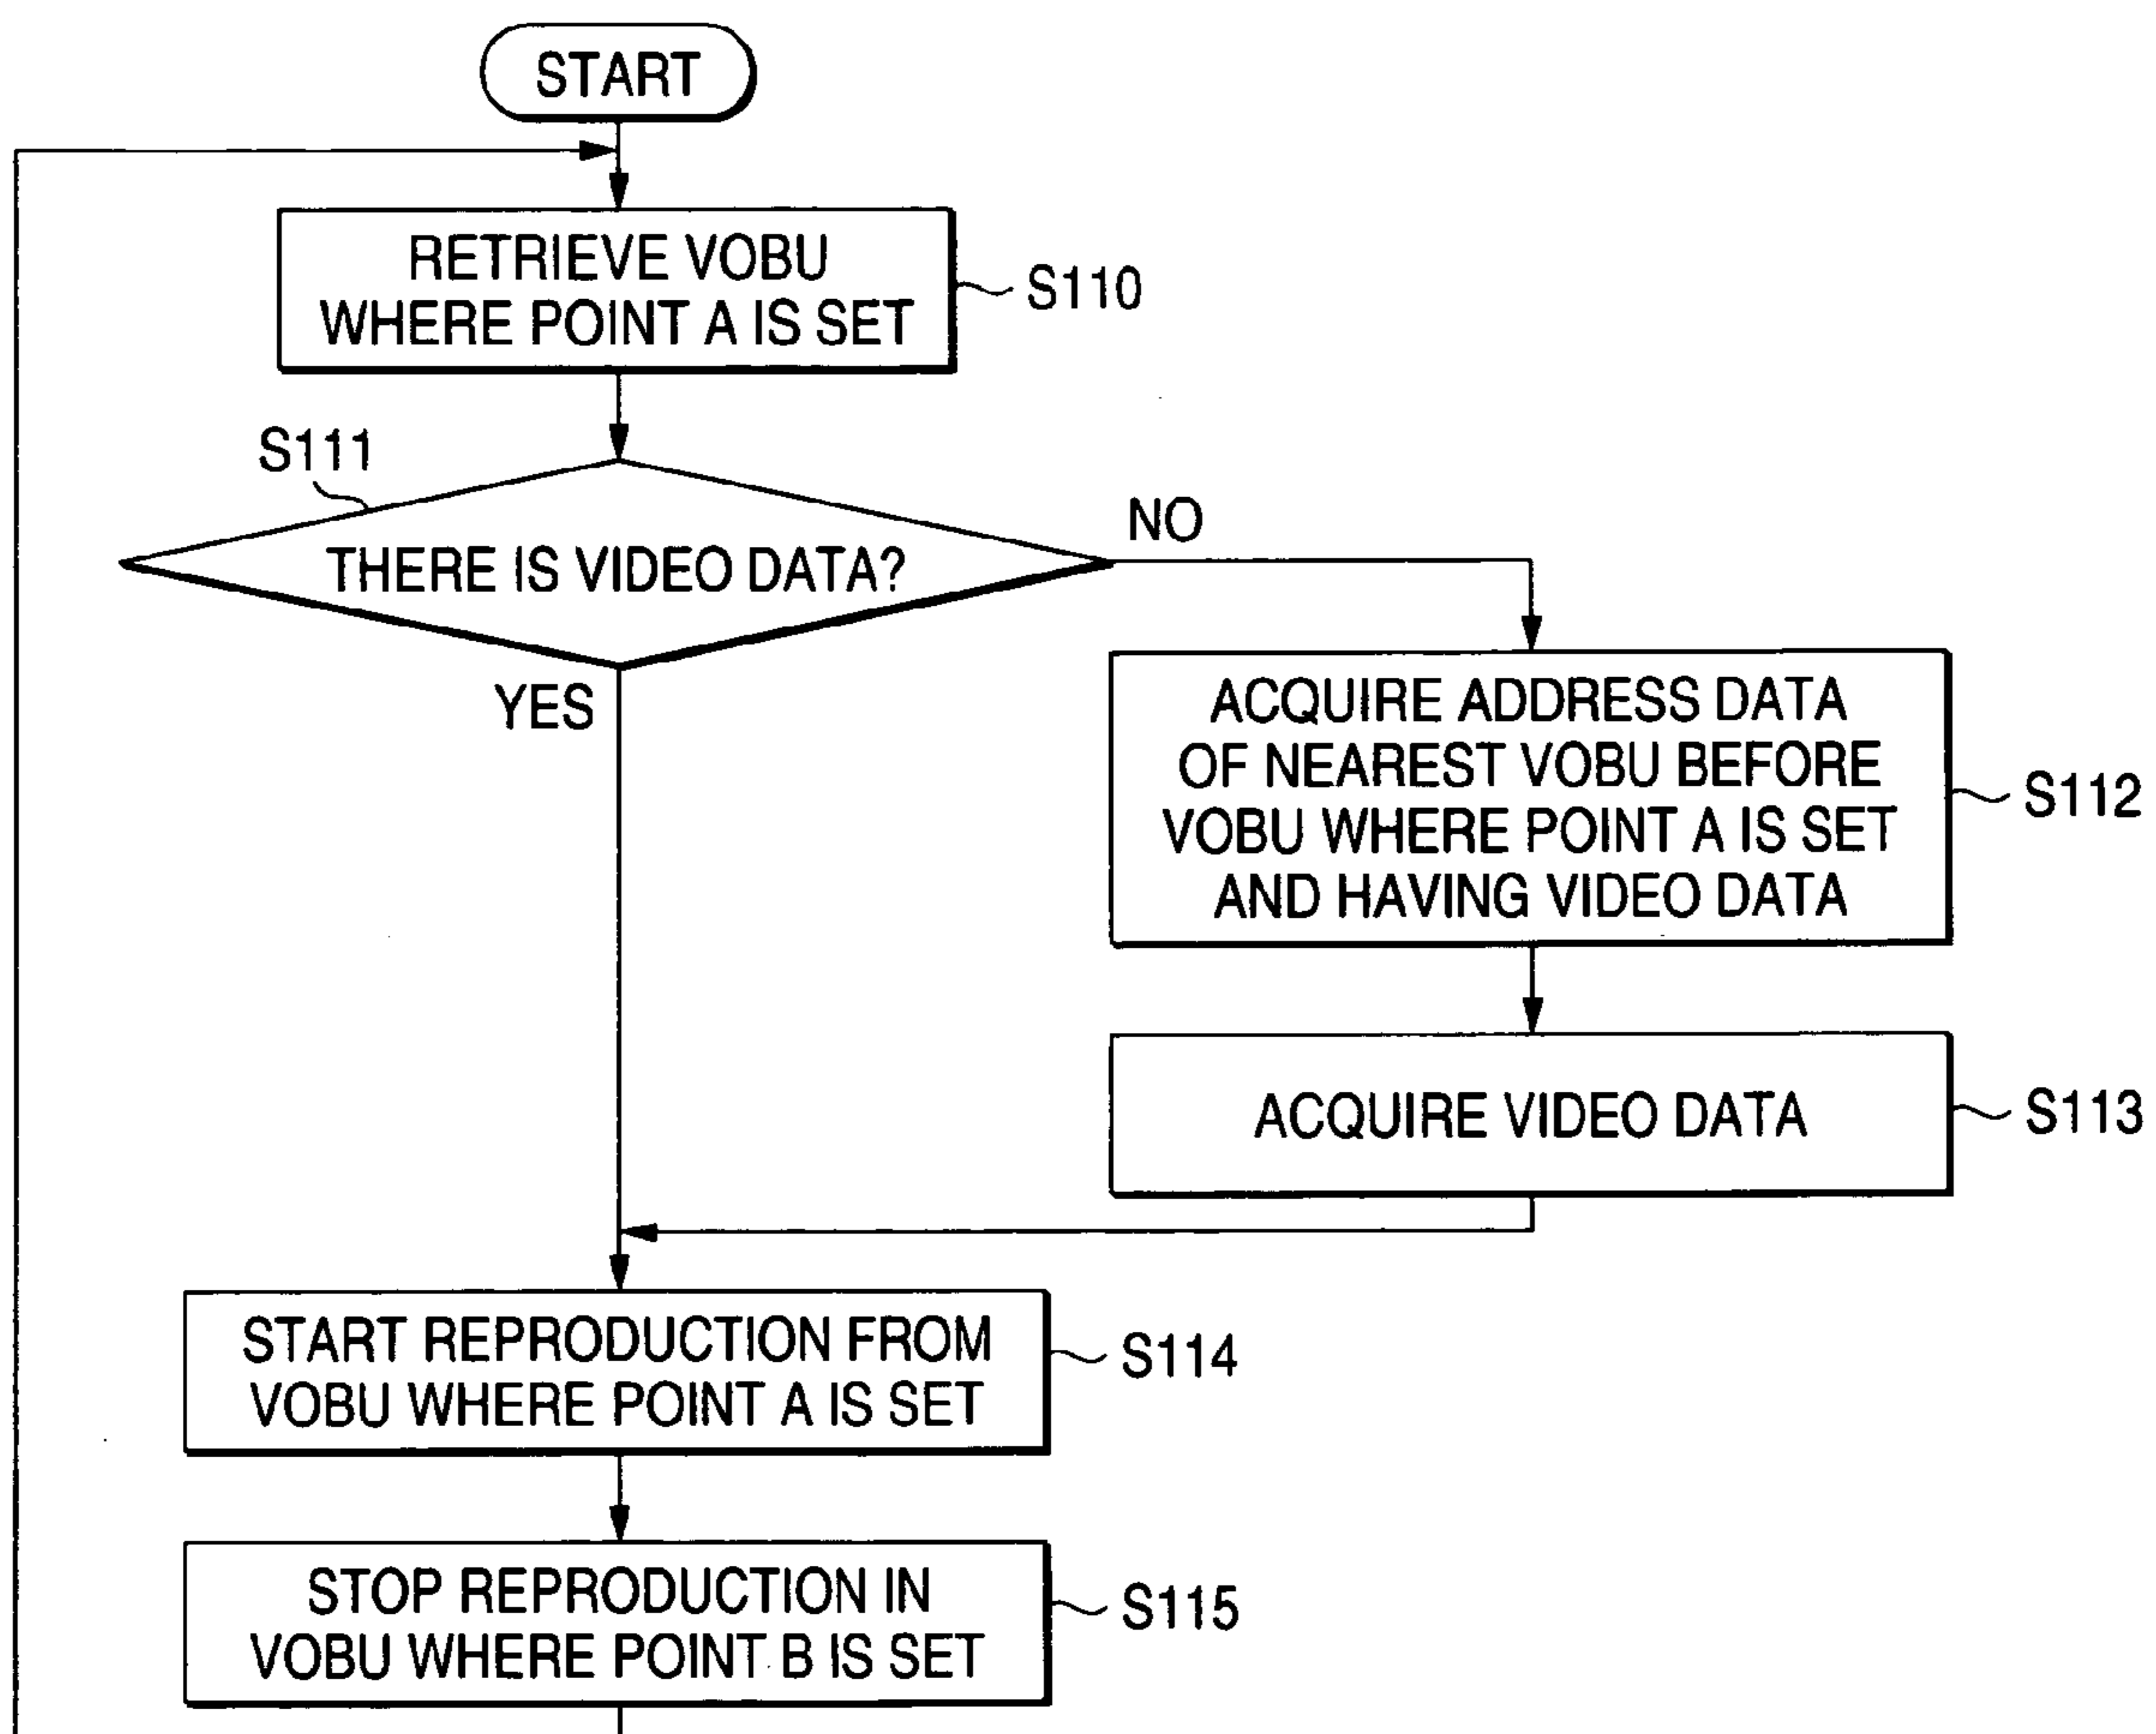 START
RETRIEVE VOBU
WHERE POINT A IS SET
S110
S111
THERE IS VIDEO DATA?
NO
YES
ACQUIRE ADDRESS DATA
OF NEAREST VOBU BEFORE
VOBU WHERE POINT A IS SET
AND HAVING VIDEO DATA
S112
ACQUIRE VIDEO DATA
S113
START REPRODUCTION FROM
VOBU WHERE POINT A IS SET
S114
STOP REPRODUCTION IN
VOBU WHERE POINT B IS SET
S115